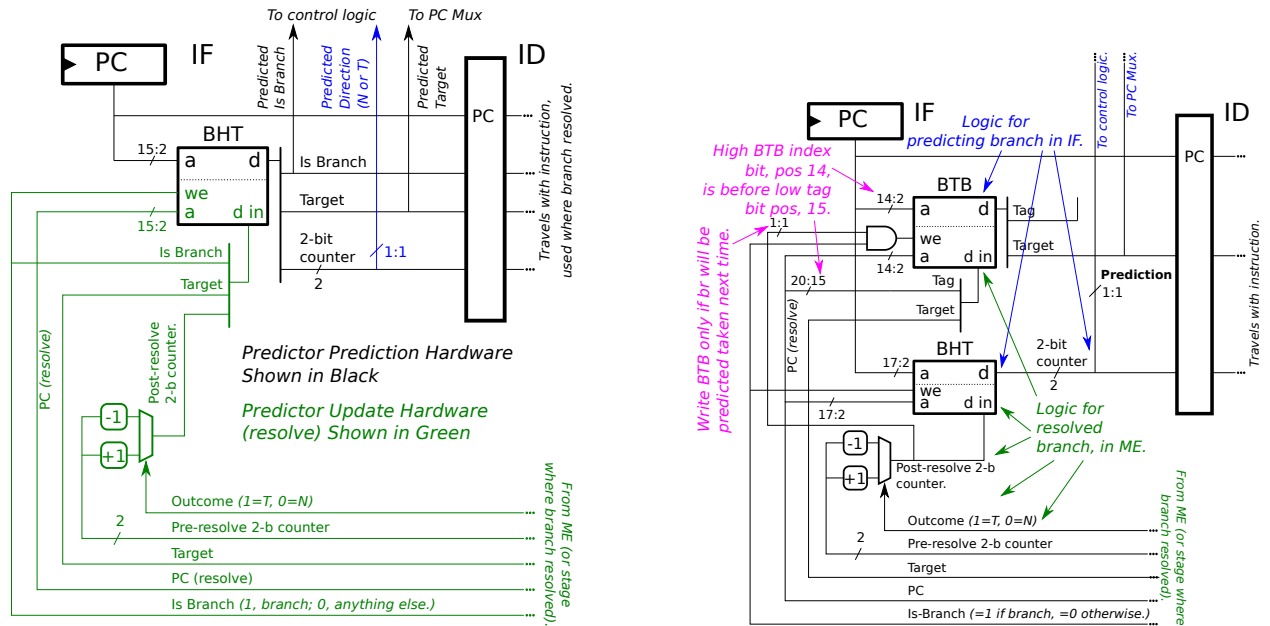 To control logic
To PC Mux
PC
IF
ID
Predicted
Is Branch
Predicted
Direction
(N or T)
Predicted
Target
PC
BHT
15:2
a
d
we
a
d in
15:2
Is Branch
Target
2-bit
counter
2
1:1
Travels with instruction,
used where branch resolved.
Is Branch
Target
PC (resolve)
Post-resolve
2-b counter.
Predictor Prediction Hardware
Shown in Black
Predictor Update Hardware
(resolve) Shown in Green
-1
+1
2
Outcome (1=T, 0=N)
Pre-resolve 2-b counter
Target
PC (resolve)
Is Branch (1, branch; 0, anything else.)
From ME (or stage
where branch resolved).
To control logic.
To PC Mux.
PC
IF
ID
Logic for
predicting branch in IF.
PC
High BTB index
bit, pos 14,
is before low tag
bit pos, 15.
1:1
14:2
BTB
a
d
we
a
d in
14:2
Tag
Target
20:15
Tag
Target
Prediction
1:1
Write BTB only if br will be
predicted taken next time.
PC (resolve)
BHT
17:2
a
d
we
a
d in
17:2
2-bit
counter
2
Travels with instruction.
Logic for
resolved
branch, in ME.
-1
+1
Post-resolve 2-b
counter.
2
Outcome (1=T, 0=N)
Pre-resolve 2-b counter
Target
PC
Is-Branch (=1 if branch, =0 otherwise.)
From ME (or stage where
branch resolved).